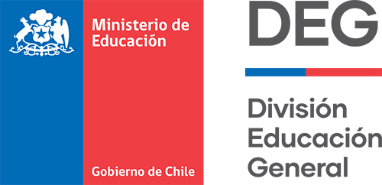 Ministerio de
Educación
Gobierno de Chile
DEG
División
Educación
General